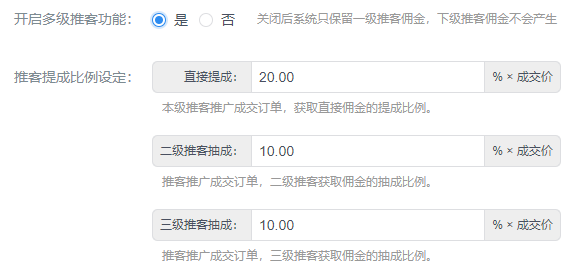 开启多级推客功能： 是 否 关闭后系统只保留一级推客佣金，下级推客佣金不会产生
推客提成比例设定： 直接提成： 20.00 % × 成交价
本级推客推广成交订单，获取直接佣金的提成比例。
二级推客抽成： 10.00 % × 成交价
推客推广成交订单，二级推客获取佣金的抽成比例。
三级推客抽成： 10.00 % × 成交价
推客推广成交订单，三级推客获取佣金的抽成比例。